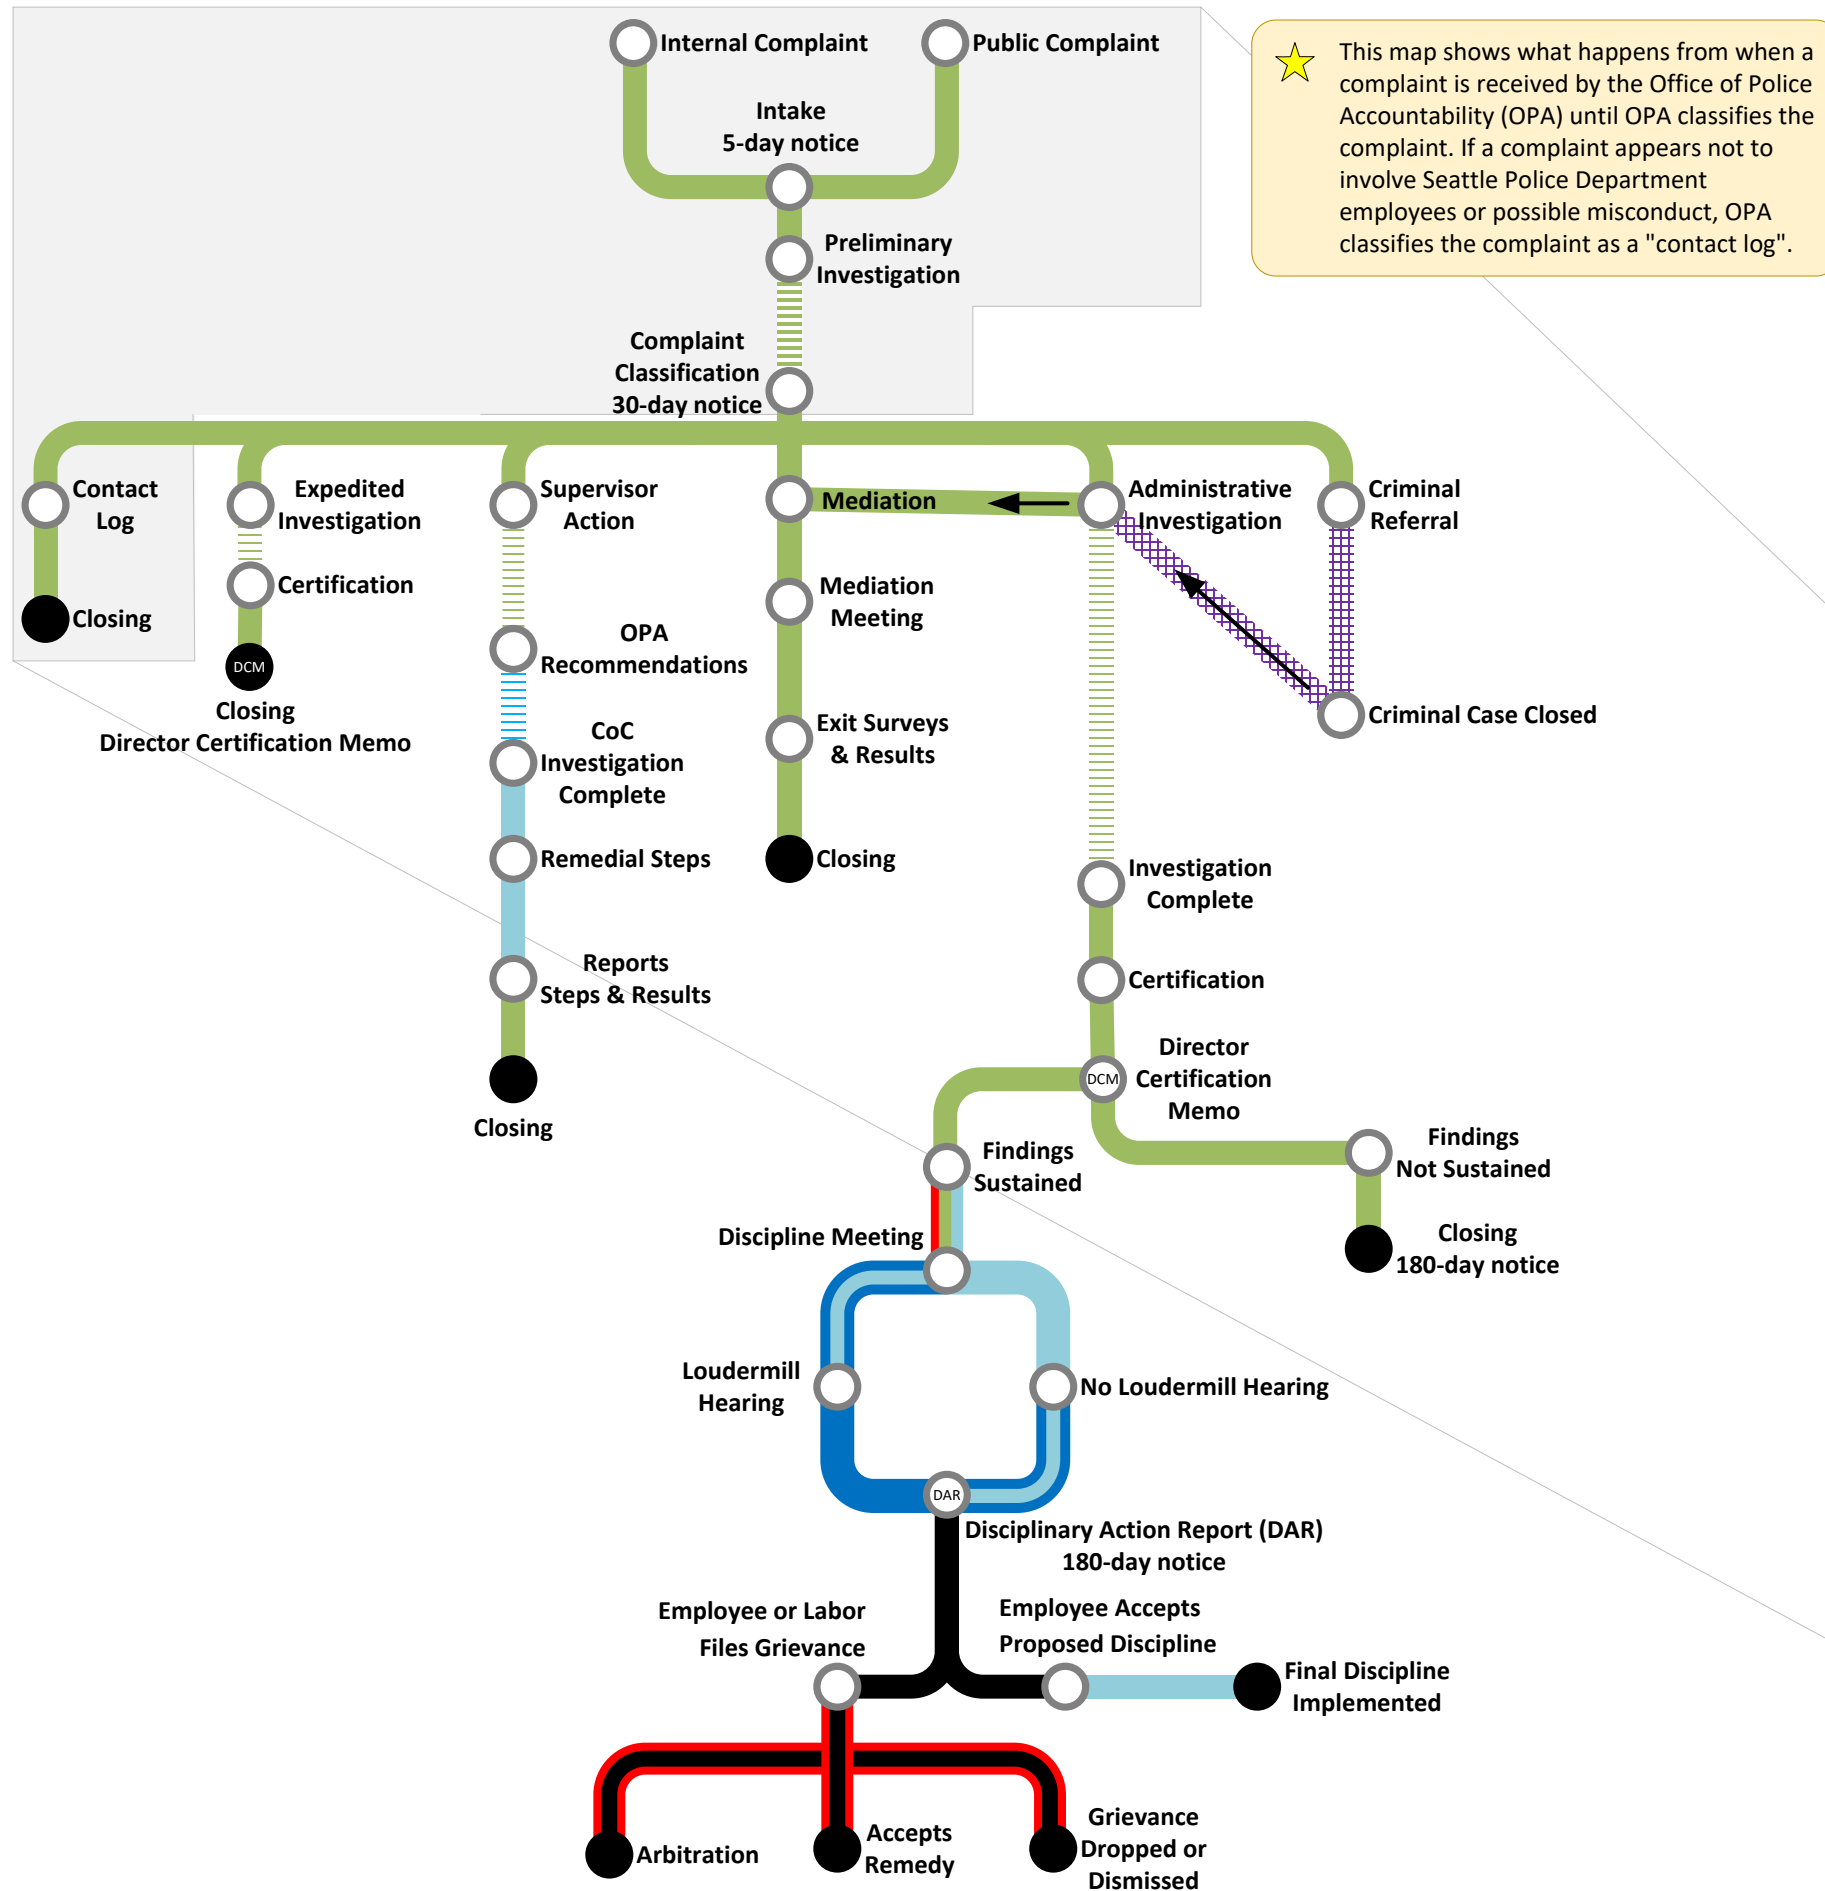 Internal Complaint
Public Complaint
This map shows what happens from when a
complaint is received by the Office of Police
Accountability (OPA) until OPA classifies the
complaint. If a complaint appears not to
involve Seattle Police Department
employees or possible misconduct, OPA
classifies the complaint as a "contact log".
Intake
5-day notice
Preliminary
Investigation
Complaint
Classification
30-day notice
Contact
Log
Closing
Expedited
Investigation
Certification
DCM
Closing
Director Certification Memo
Supervisor
Action
OPA
Recommendations
CoC
Investigation
Complete
Remedial Steps
Reports
Steps & Results
Closing
Mediation
Mediation
Meeting
Exit Surveys
& Results
Closing
Administrative
Investigation
Criminal
Referral
Criminal Case Closed
Investigation
Complete
Certification
DCM
Director
Certification
Memo
Findings
Sustained
Findings
Not Sustained
Closing
180-day notice
Discipline Meeting
Loudermill
Hearing
No Loudermill Hearing
DAR
Disciplinary Action Report (DAR)
180-day notice
Employee or Labor
Files Grievance
Employee Accepts
Proposed Discipline
Final Discipline
Implemented
Arbitration
Accepts
Remedy
Grievance
Dropped or
Dismissed